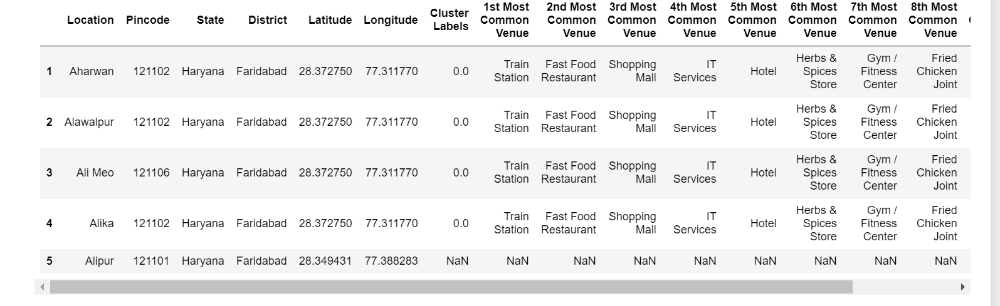 Location Pincode State District Latitude Longitude Cluster Labels 1st Most Common Venue 2nd Most Common Venue 3rd Most Common Venue 4th Most Common Venue 5th Most Common Venue 6th Most Common Venue 7th Most Common Venue 8th Most Common Venue
1 Aharwan 121102 Haryana Faridabad 28.372750 77.311770 0.0 Train Station Fast Food Restaurant Shopping Mall IT Services Hotel Herbs & Spices Store Gym / Fitness Center Fried Chicken Joint
2 Alawalpur 121102 Haryana Faridabad 28.372750 77.311770 0.0 Train Station Fast Food Restaurant Shopping Mall IT Services Hotel Herbs & Spices Store Gym / Fitness Center Fried Chicken Joint
3 Ali Meo 121106 Haryana Faridabad 28.372750 77.311770 0.0 Train Station Fast Food Restaurant Shopping Mall IT Services Hotel Herbs & Spices Store Gym / Fitness Center Fried Chicken Joint
4 Alika 121102 Haryana Faridabad 28.372750 77.311770 0.0 Train Station Fast Food Restaurant Shopping Mall IT Services Hotel Herbs & Spices Store Gym / Fitness Center Fried Chicken Joint
5 Alipur 121101 Haryana Faridabad 28.349431 77.388283 NaN NaN NaN NaN NaN NaN NaN NaN NaN